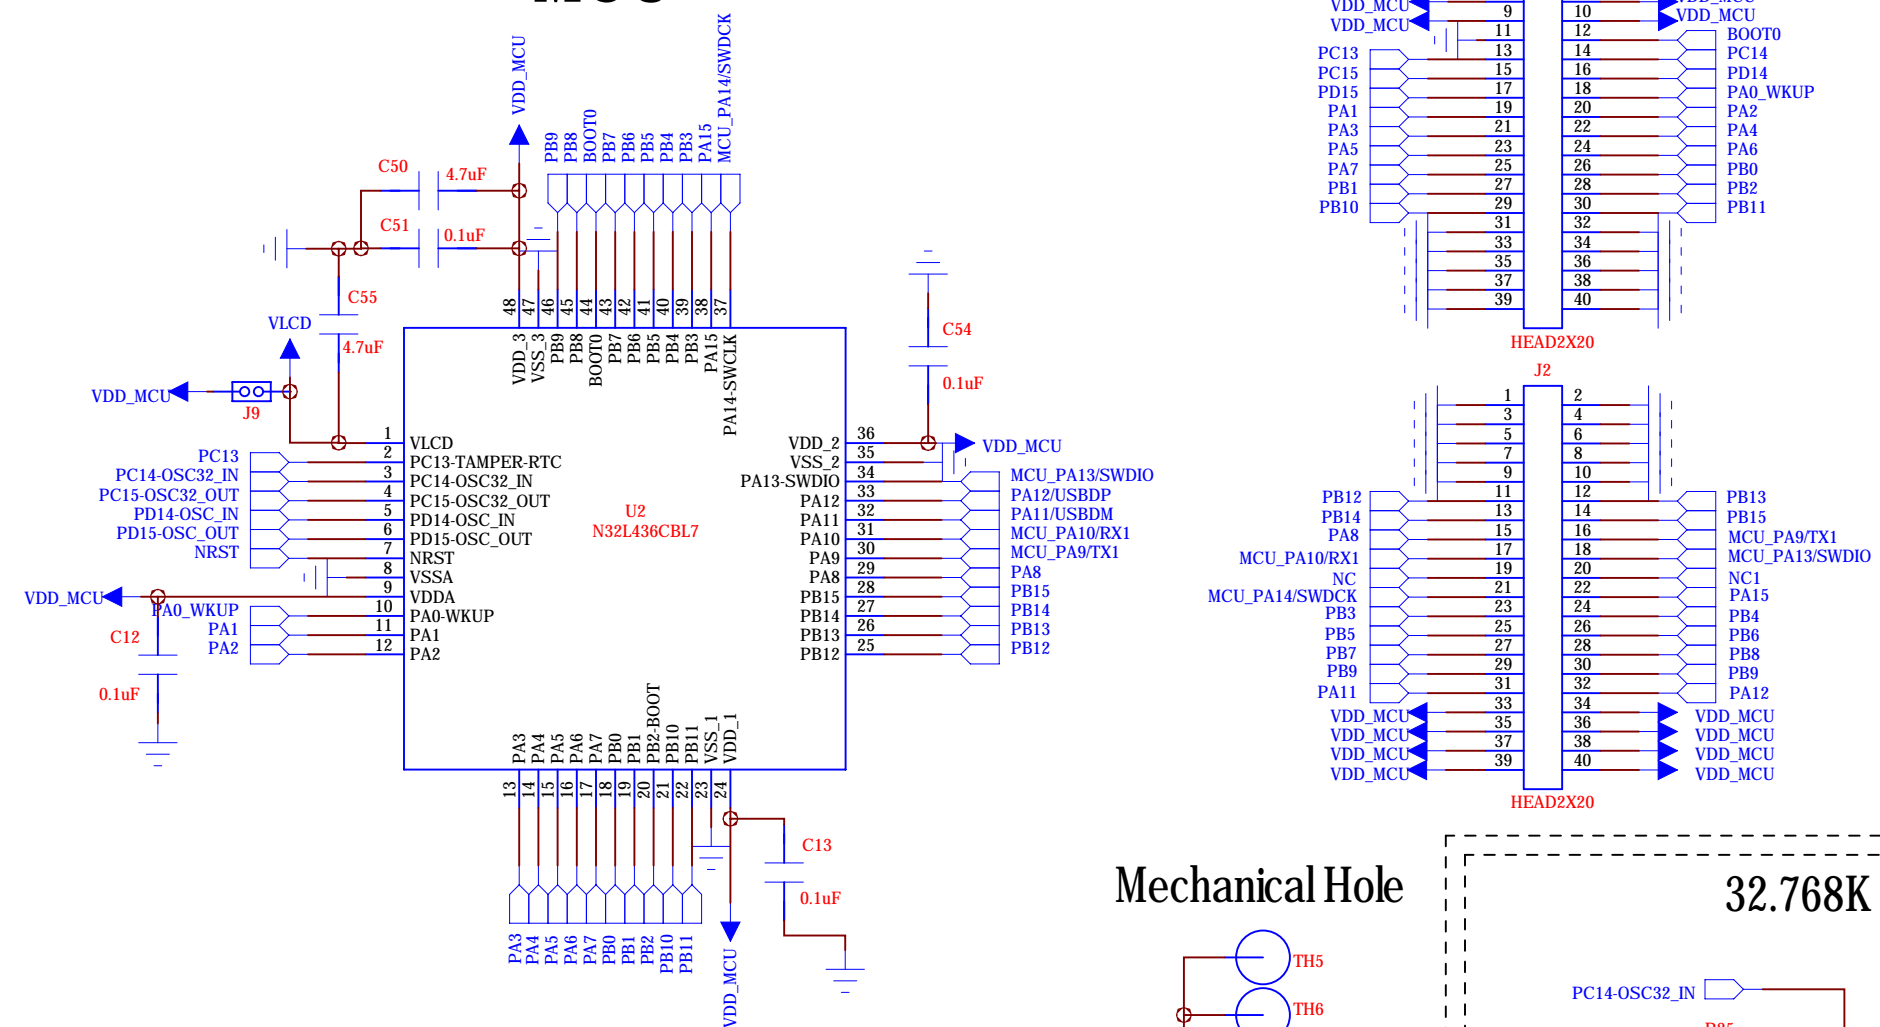 VDD_MCU
PB9
PB8
BOOT0
PB7
PB6
PB5
PB4
PB3
PA15
MCU_PA14/SWDCK
C50
4.7uF
C51
0.1uF
C55
4.7uF
VLCD
VDD_MCU
J9
48
47
46
45
44
43
42
41
40
39
38
37
VDD_3
VSS_3
PB9
PB8
BOOT0
PB7
PB6
PB5
PB4
PB3
PA15
PA14-SWCLK
C54
0.1uF
PC13
PC14-OSC32_IN
PC15-OSC32_OUT
PD14-OSC_IN
PD15-OSC_OUT
NRST
VDD_MCU
PA0_WKUP
PA1
PA2
C12
0.1uF
1 VLCD
2 PC13-TAMPER-RTC
3 PC14-OSC32_IN
4 PC15-OSC32_OUT
5 PD14-OSC_IN
6 PD15-OSC_OUT
7 NRST
8 VSSA
9 VDDA
10 PA0-WKUP
11 PA1
12 PA2
U2
N32L436CBL7
VDD_2 36
VSS_2 35
PA13-SWDIO 34
PA12 33
PA11 32
PA10 31
PA9 30
PA8 29
PB15 28
PB14 27
PB13 26
PB12 25
VDD_MCU
MCU_PA13/SWDIO
PA12/USBDP
PA11/USBDM
MCU_PA10/RX1
MCU_PA9/TX1
PA8
PB15
PB14
PB13
PB12
PA3
PA4
PA5
PA6
PA7
PB0
PB1
PB2-BOOT
PB10
PB11
VSS_1
VDD_1
13
14
15
16
17
18
19
20
21
22
23
24
PA3
PA4
PA5
PA6
PA7
PB0
PB1
PB2
PB10
PB11
VDD_MCU
C13
0.1uF
VDD_MCU
VDD_MCU 9 10 VDD_MCU
11 12 BOOT0
PC13 13 14 PC14
PC15 15 16 PD14
PD15 17 18 PA0_WKUP
PA1 19 20 PA2
PA3 21 22 PA4
PA5 23 24 PA6
PA7 25 26 PB0
PB1 27 28 PB2
PB10 29 30 PB11
31 32
33 34
35 36
37 38
39 40
HEAD2X20
J2
1 2
3 4
5 6
7 8
9 10
PB12 11 12 PB13
PB14 13 14 PB15
PA8 15 16 MCU_PA9/TX1
MCU_PA10/RX1 17 18 MCU_PA13/SWDIO
NC 19 20 NC1
MCU_PA14/SWDCK 21 22 PA15
PB3 23 24 PB4
PB5 25 26 PB6
PB7 27 28 PB8
PB9 29 30 PB9
PA11 31 32 PA12
VDD_MCU 33 34 VDD_MCU
VDD_MCU 35 36 VDD_MCU
VDD_MCU 37 38 VDD_MCU
VDD_MCU 39 40 VDD_MCU
HEAD2X20
Mechanical Hole
TH5
TH6
32.768K
PC14-OSC32_IN